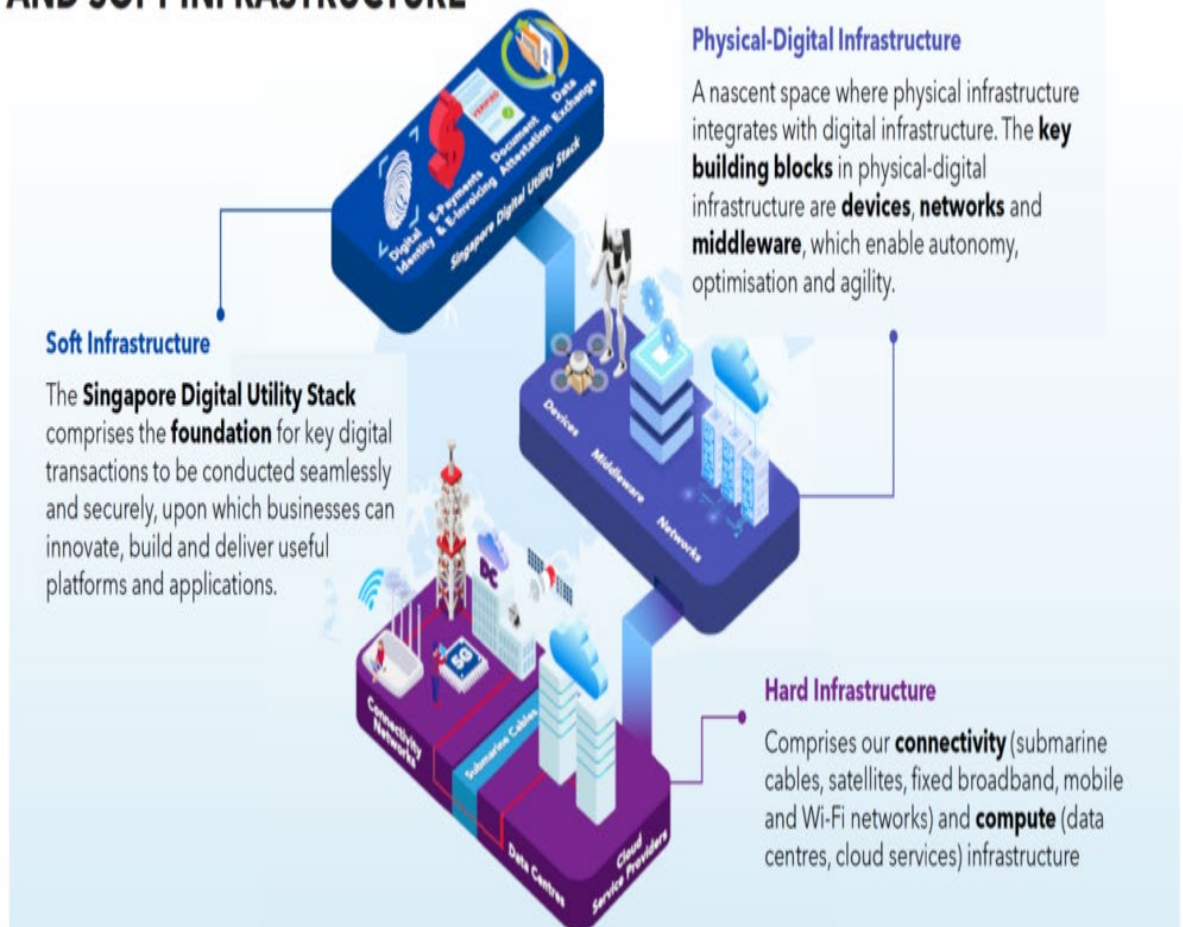 AND SOFT INFRASTRUCTURE
Physical-Digital Infrastructure
A nascent space where physical infrastructure
integrates with digital infrastructure. The key
building blocks in physical-digital
infrastructure are devices, networks and
middleware, which enable autonomy,
optimisation and agility.
VERIFIED
Digital
Identity
E-Payments
& E-Invoicing
Document
Attestation
Data
Exchange
Singapore Digital Utility Stack
Soft Infrastructure
The Singapore Digital Utility Stack
comprises the foundation for key digital
transactions to be conducted seamlessly
and securely, upon which businesses can
innovate, build and deliver useful
platforms and applications.
Devices
Middleware
Networks
DC
5G
Connectivity
Networks
Submarine Cables
Data Centres
Cloud
Service Providers
Hard Infrastructure
Comprises our connectivity (submarine
cables, satellites, fixed broadband, mobile
and Wi-Fi networks) and compute (data
centres, cloud services) infrastructure